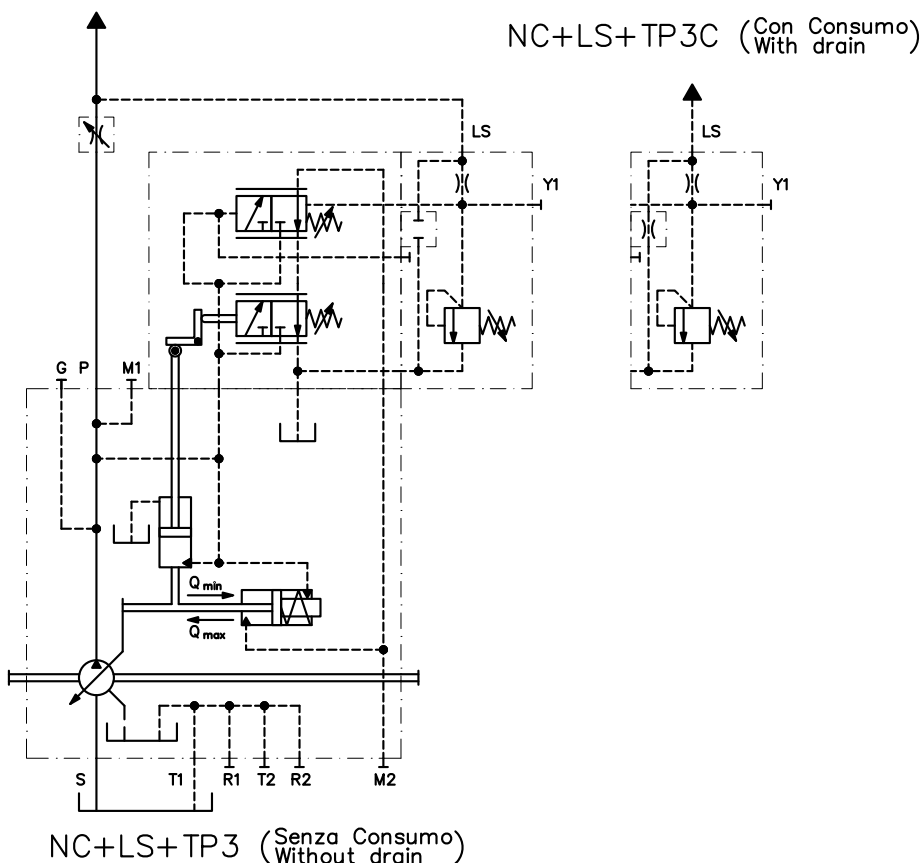 NC+LS+TP3C (Con Consumo
With drain)
LS
LS
Y1
Y1
G P M1
Q min
Q max
S T1 R1 T2 R2 M2
NC+LS+TP3 (Senza Consumo
Without drain)